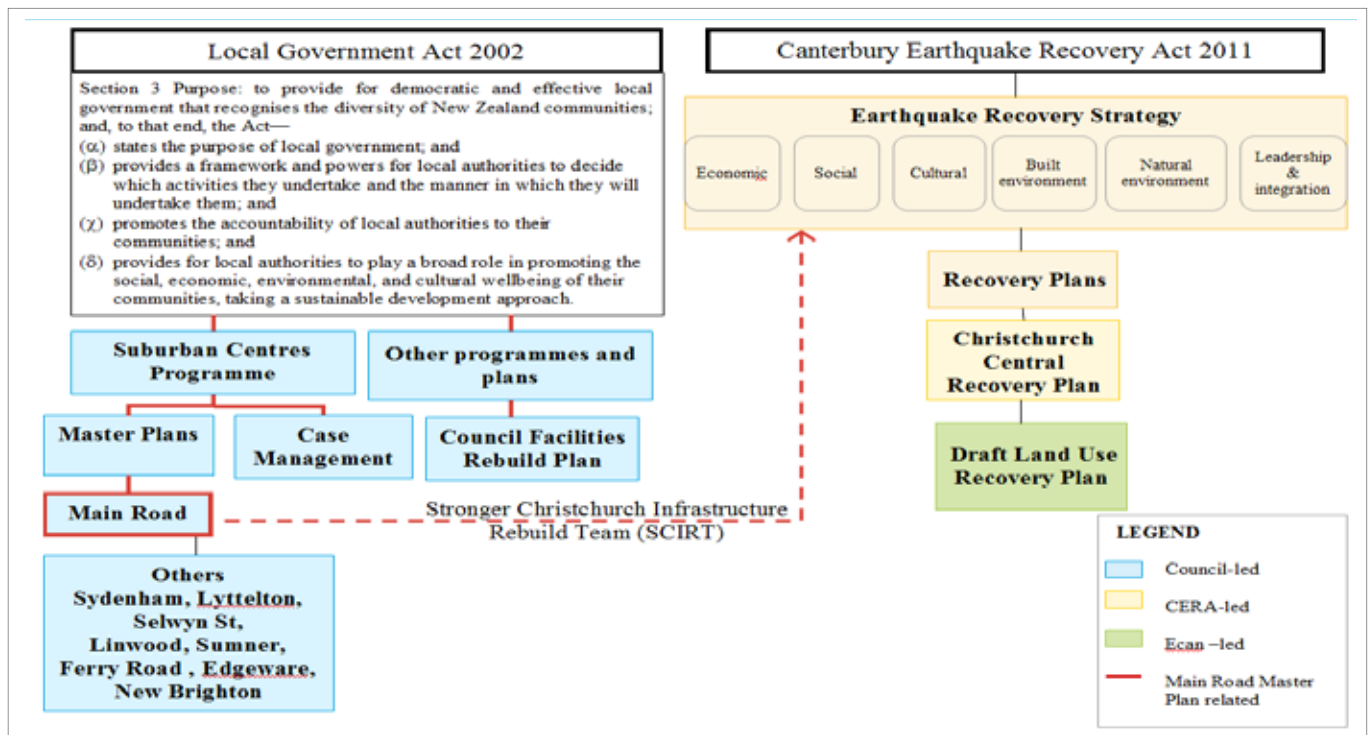 Local Government Act 2002
Section 3 Purpose: to provide for democratic and effective local
government that recognises the diversity of New Zealand communities;
and, to that end, the Act—
(α) states the purpose of local government; and
(β) provides a framework and powers for local authorities to decide
which activities they undertake and the manner in which they will
undertake them; and
(χ) promotes the accountability of local authorities to their
communities; and
(δ) provides for local authorities to play a broad role in promoting the
social, economic, environmental, and cultural wellbeing of their
communities, taking a sustainable development approach.
Suburban Centres
Programme
Other programmes and
plans
Master Plans
Case
Management
Council Facilities
Rebuild Plan
Main Road
Stronger Christchurch Infrastructure
Rebuild Team (SCIRT)
Others
Sydenham, Lyttelton,
Selwyn St,
Linwood, Sumner,
Ferry Road , Edgeware,
New Brighton
Canterbury Earthquake Recovery Act 2011
Earthquake Recovery Strategy
Economic
Social
Cultural
Built
environment
Natural
environment
Leadership
&
integration
Recovery Plans
Christchurch
Central
Recovery Plan
Draft Land Use
Recovery Plan
LEGEND
Council-led
CERA-led
Ecan –led
Main Road Master
Plan related